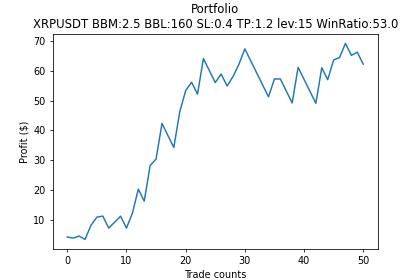 Portfolio
XRPUSDT BBM:2.5 BBL:160 SL:0.4 TP:1.2 lev:15 WinRatio:53.0
Profit ($)
70
60
50
40
30
20
10
0 10 20 30 40 50
Trade counts